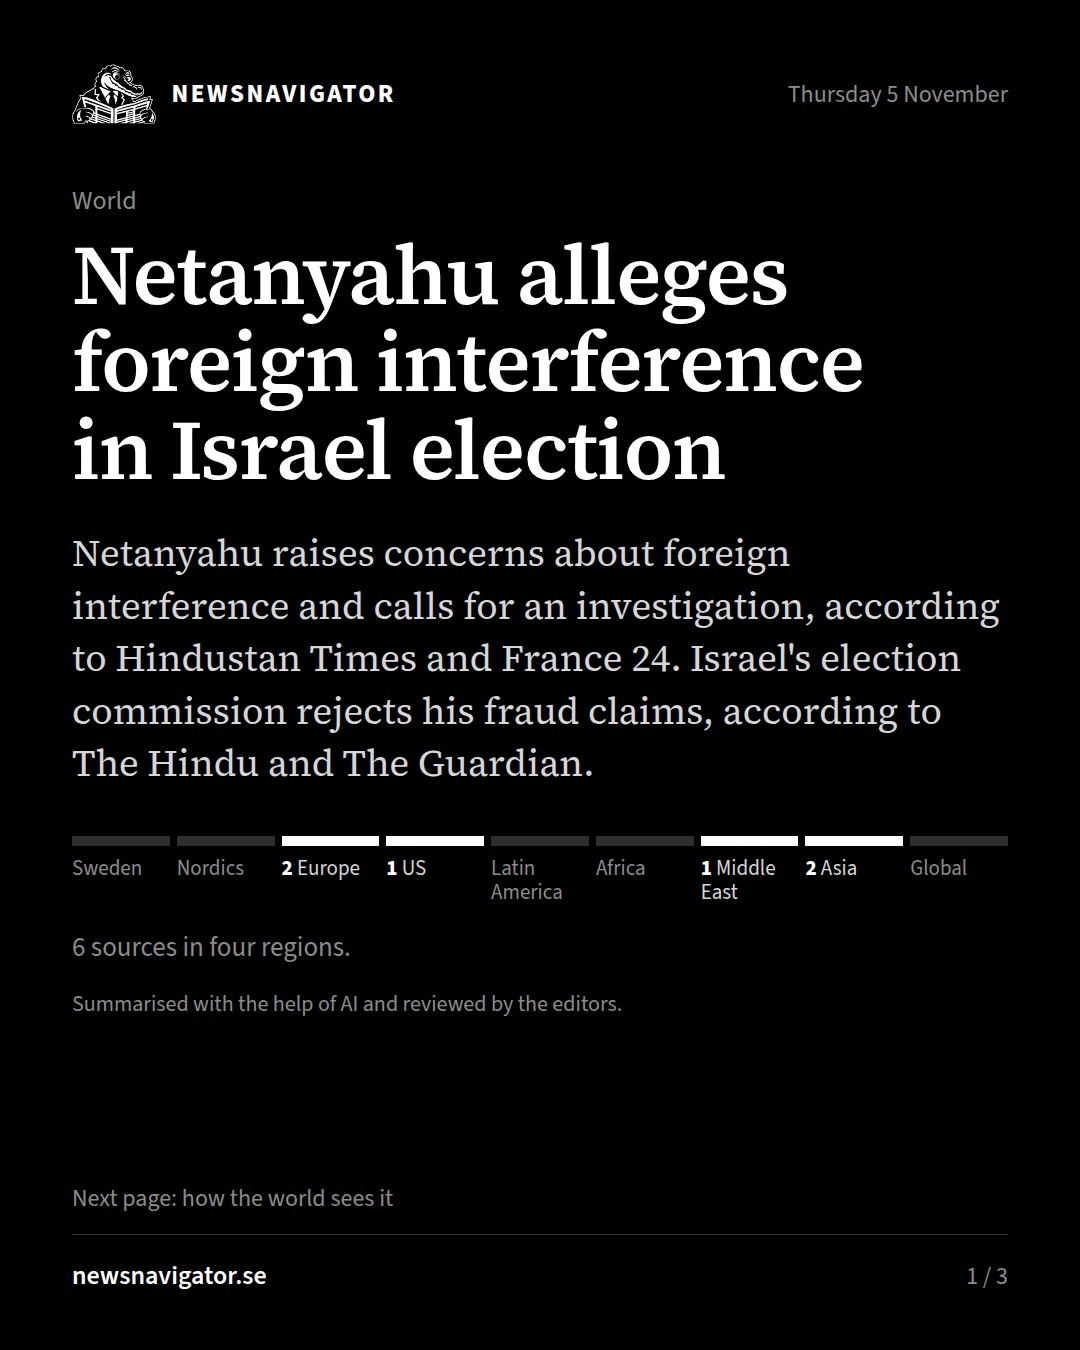 NEWSNAVIGATOR
Thursday 5 November
World
Netanyahu alleges
foreign interference
in Israel election
Netanyahu raises concerns about foreign
interference and calls for an investigation, according
to Hindustan Times and France 24. Israel's election
commission rejects his fraud claims, according to
The Hindu and The Guardian.
Sweden
Nordics
2 Europe
1 US
Latin
America
Africa
1 Middle
East
2 Asia
Global
6 sources in four regions.
Summarised with the help of AI and reviewed by the editors.
Next page: how the world sees it
newsnavigator.se
1 / 3